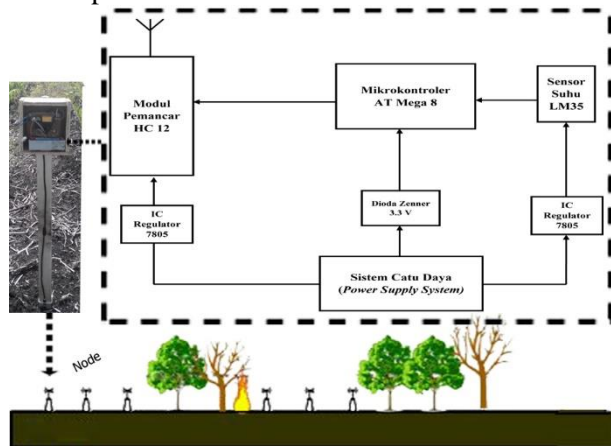 Modul
Pemancar
HC 12
Mikrokontroler
AT Mega 8
Sensor
Suhu
LM35
IC
Regulator
7805
Dioda Zenner
3.3 V
IC
Regulator
7805
Sistem Catu Daya
(Power Supply System)
Node